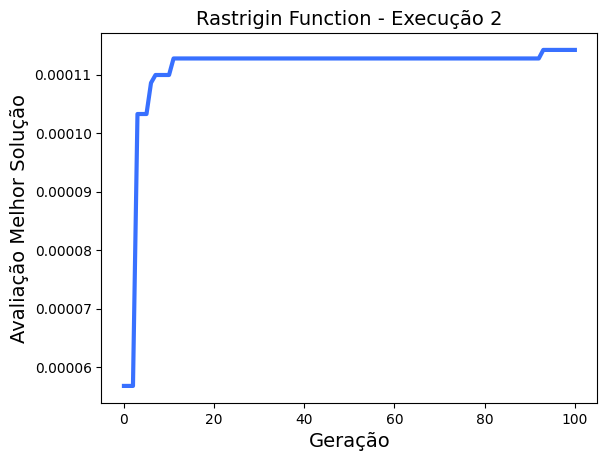 Rastrigin Function - Execução 2
Avaliação Melhor Solução
0.00011
0.00010
0.00009
0.00008
0.00007
0.00006
0 20 40 60 80 100
Geração